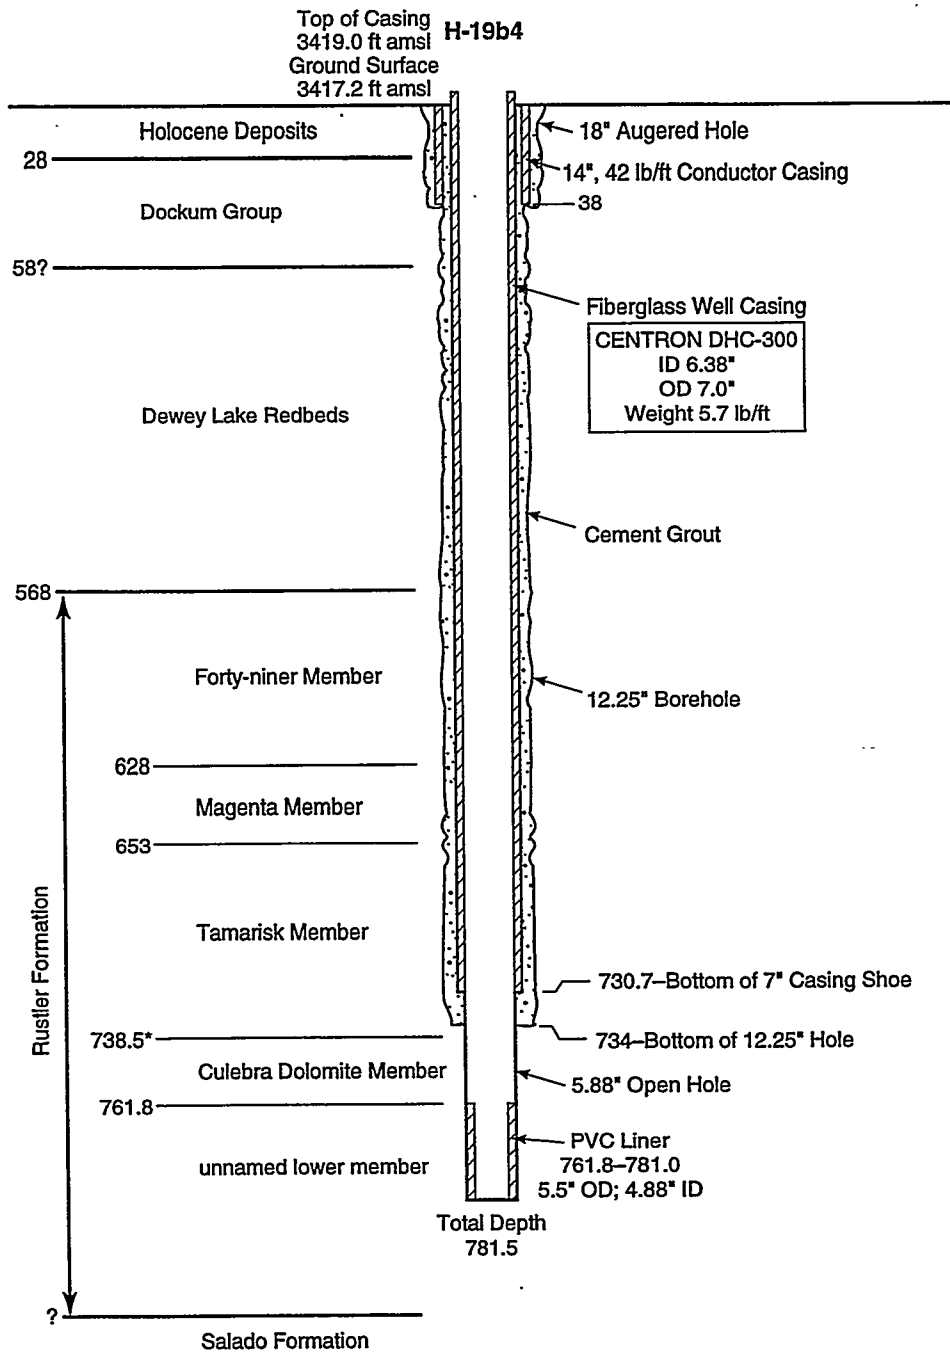 Top of Casing
3419.0 ft amsl
Ground Surface
3417.2 ft amsl
H-19b4
Holocene Deposits
28
Dockum Group
58?
Dewey Lake Redbeds
568
Forty-niner Member
628
Magenta Member
653
Tamarisk Member
738.5*
Culebra Dolomite Member
761.8
unnamed lower member
Rustler Formation
?
Salado Formation
18" Augered Hole
14", 42 lb/ft Conductor Casing
38
Fiberglass Well Casing
CENTRON DHC-300
ID 6.38"
OD 7.0"
Weight 5.7 lb/ft
Cement Grout
12.25" Borehole
730.7–Bottom of 7" Casing Shoe
734–Bottom of 12.25" Hole
5.88" Open Hole
PVC Liner
761.8–781.0
5.5" OD; 4.88" ID
Total Depth
781.5